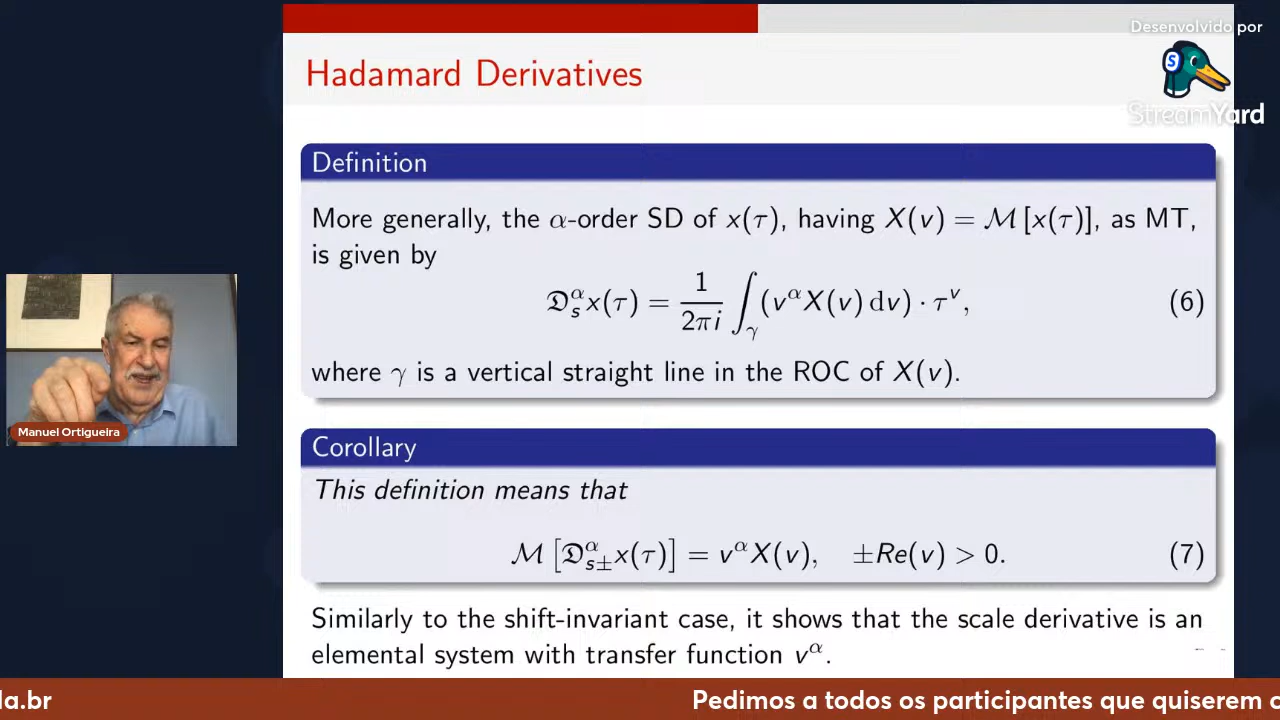 Desenvolvido por
S
StreamYard
Hadamard Derivatives
Definition
More generally, the α-order SD of x(τ), having X(v) = ℳ [x(τ)], as MT,
is given by
𝔇ₛᵅx(τ) = 1/2πi ∫_γ (v^α X(v) dv) · τ^v, (6)
where γ is a vertical straight line in the ROC of X(v).
Manuel Ortigueira
Corollary
This definition means that
ℳ [𝔇^α_{s±}x(τ)] = v^α X(v), ±Re(v) > 0. (7)
Similarly to the shift-invariant case, it shows that the scale derivative is an
elemental system with transfer function v^α.
la.br Pedimos a todos os participantes que quiserem